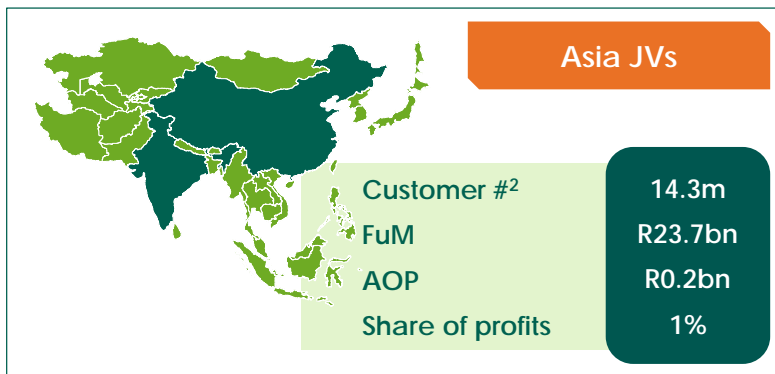 Asia JVs
Customer #2 14.3m
FuM R23.7bn
AOP R0.2bn
Share of profits 1%